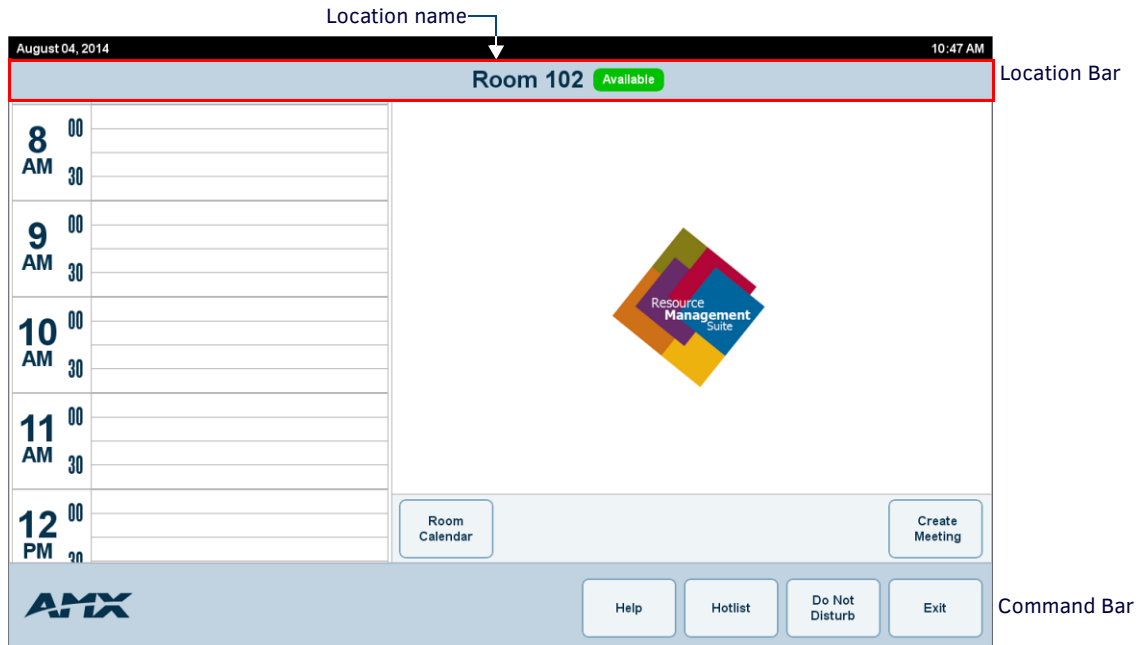 Location name
August 04, 2014
10:47 AM
Room 102
Available
Location Bar
8
AM
00
30
9
AM
00
30
10
AM
00
30
11
AM
00
30
12
PM
00
30
Resource
Management
Suite
Room
Calendar
Create
Meeting
AMX
Help
Hotlist
Do Not
Disturb
Exit
Command Bar